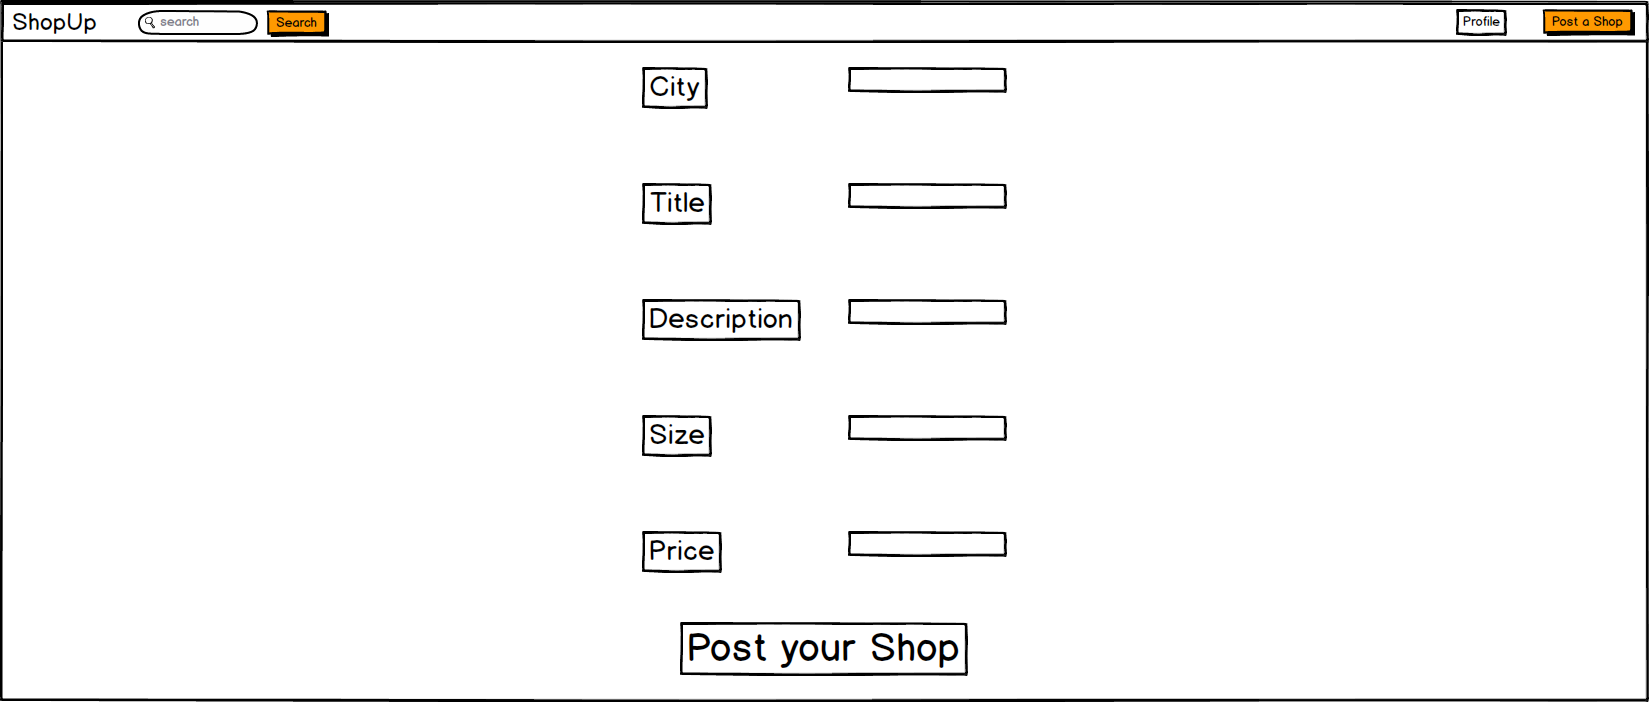 ShopUp search Search Profile Post a Shop
City
Title
Description
Size
Price
Post your Shop